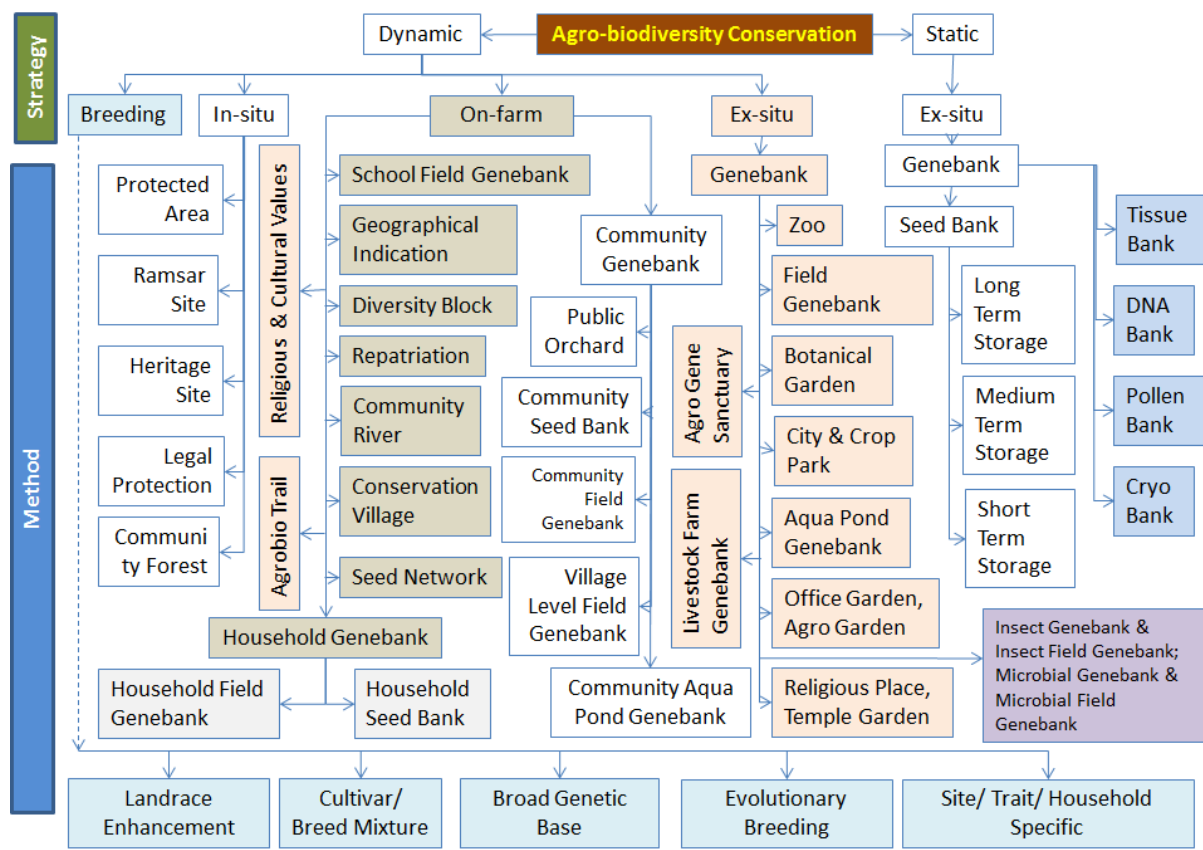 Strategy
Agro-biodiversity Conservation
Dynamic
Static
Breeding
In-situ
On-farm
Ex-situ
Ex-situ
Method
Protected
Area
Ramsar
Site
Heritage
Site
Legal
Protection
Communi
ty Forest
Religious & Cultural Values
Agrobio Trail
School Field Genebank
Geographical
Indication
Diversity Block
Repatriation
Community
River
Conservation
Village
Seed Network
Household Genebank
Household Field
Genebank
Household
Seed Bank
Community
Genebank
Public
Orchard
Community
Seed Bank
Community
Field
Genebank
Village
Level Field
Genebank
Community Aqua
Pond Genebank
Genebank
Agro Gene
Sanctuary
Livestock Farm
Genebank
Zoo
Field
Genebank
Botanical
Garden
City & Crop
Park
Aqua Pond
Genebank
Office Garden,
Agro Garden
Religious Place,
Temple Garden
Genebank
Seed Bank
Long
Term
Storage
Medium
Term
Storage
Short
Term
Storage
Tissue
Bank
DNA
Bank
Pollen
Bank
Cryo
Bank
Insect Genebank &
Insect Field Genebank;
Microbial Genebank &
Microbial Field
Genebank
Landrace
Enhancement
Cultivar/
Breed Mixture
Broad Genetic
Base
Evolutionary
Breeding
Site/ Trait/ Household
Specific